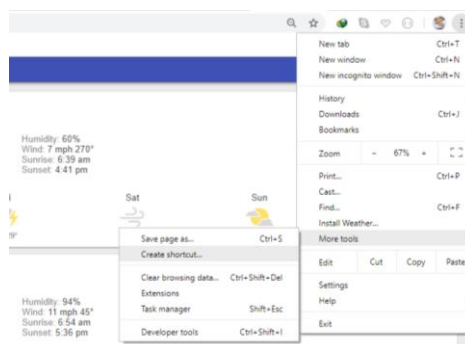 New tab Ctrl+T
New window Ctrl+N
New incognito window Ctrl+Shift+N
History
Downloads Ctrl+J
Bookmarks
Zoom - 67% +
Print... Ctrl+P
Cast...
Find... Ctrl+F
Install Weather...
More tools
Edit Cut Copy Paste
Settings
Help
Exit
Humidity: 60%
Wind: 7 mph 270°
Sunrise: 6:39 am
Sunset: 4:41 pm
Sat Sun
Save page as... Ctrl+S
Create shortcut...
Clear browsing data... Ctrl+Shift+Del
Extensions
Task manager Shift+Esc
Developer tools Ctrl+Shift+I
Humidity: 94%
Wind: 11 mph 45°
Sunrise: 6:54 am
Sunset: 5:36 pm